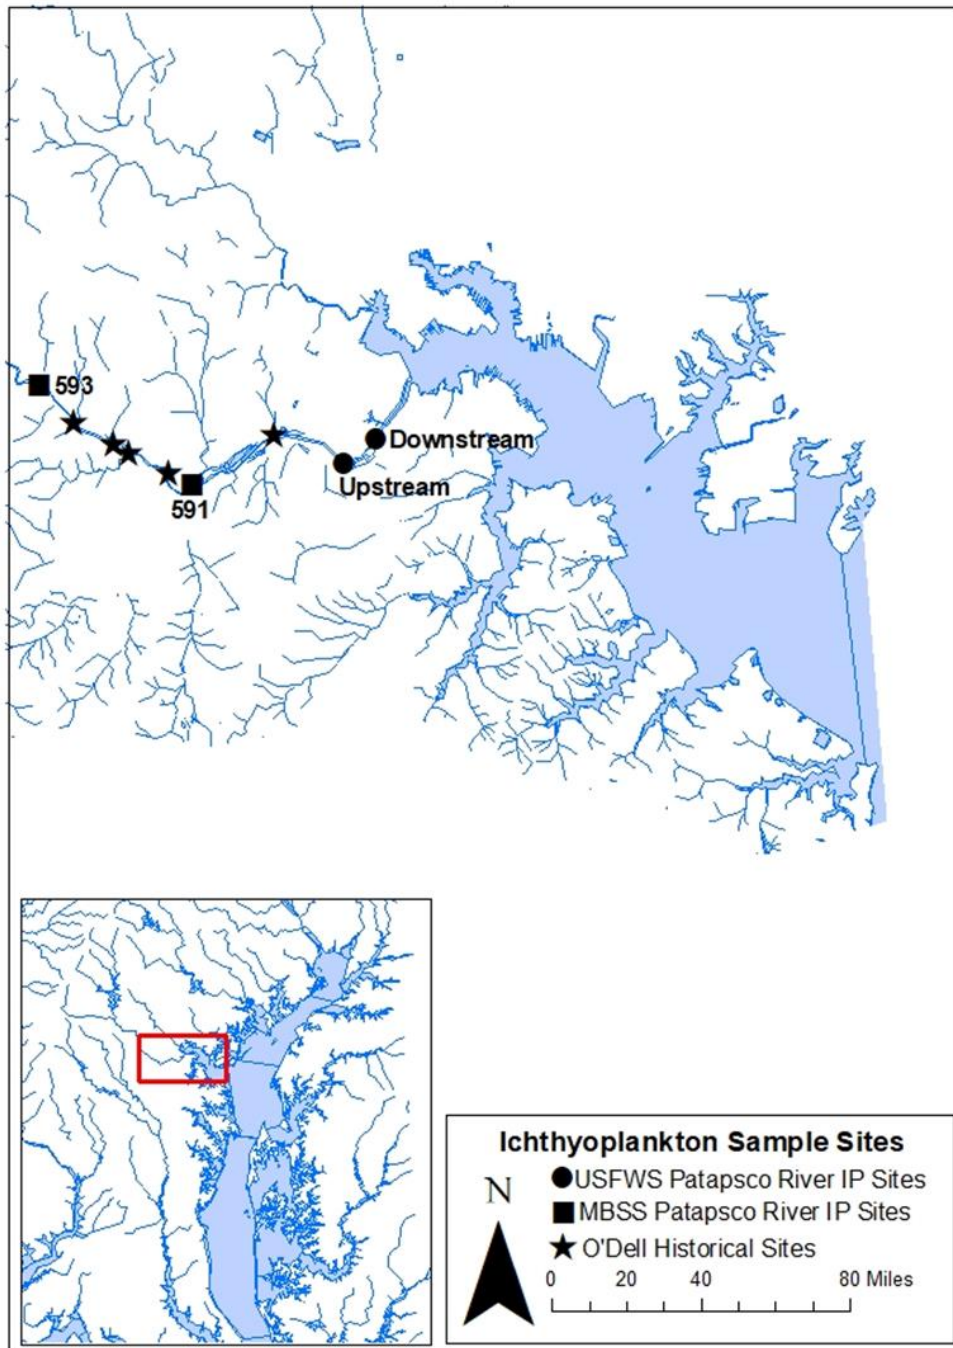 593
Downstream
Upstream
591
Ichthyoplankton Sample Sites
N
USFWS Patapsco River IP Sites
MBSS Patapsco River IP Sites
O'Dell Historical Sites
0 20 40 80 Miles